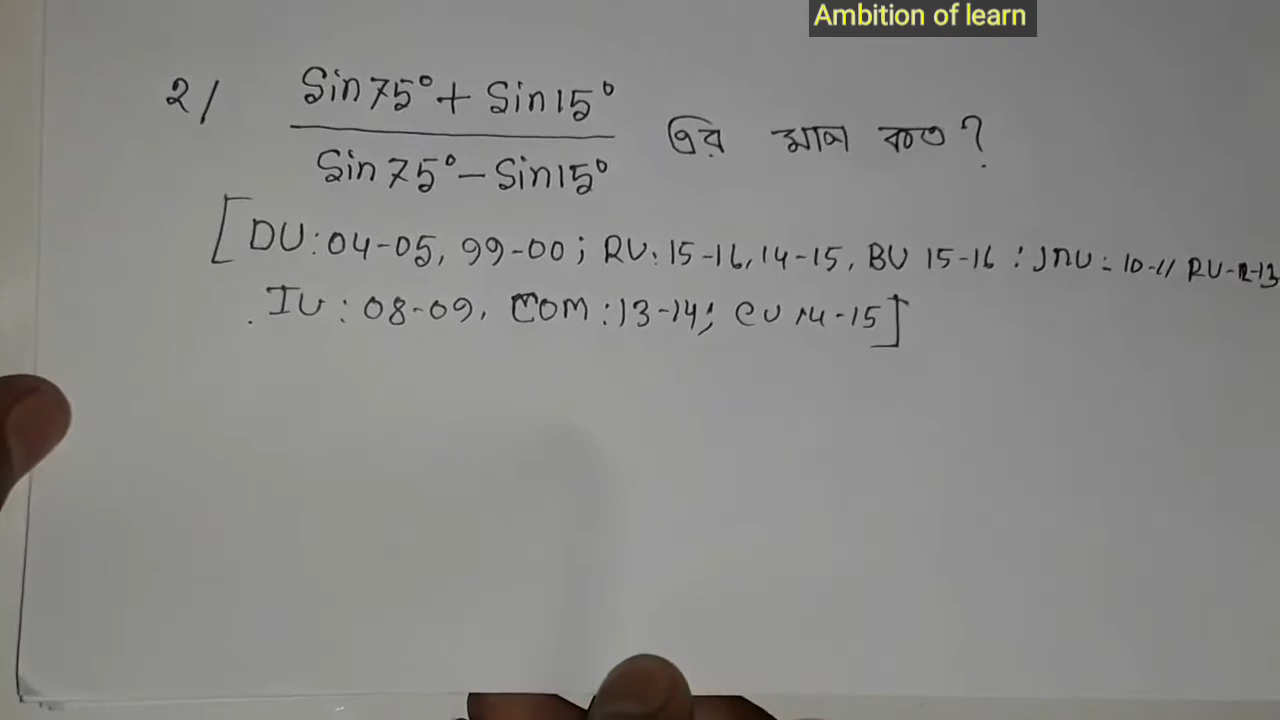 Ambition of learn
২/ Sin75° + Sin15° / Sin75° – Sin15° এর মান কত?
[DU:04-05, 99-00; RU: 15-16, 14-15, BU 15-16: JNU: 10-11 RU-12-13
IU: 08-09, COM:13-14; CU 14-15]